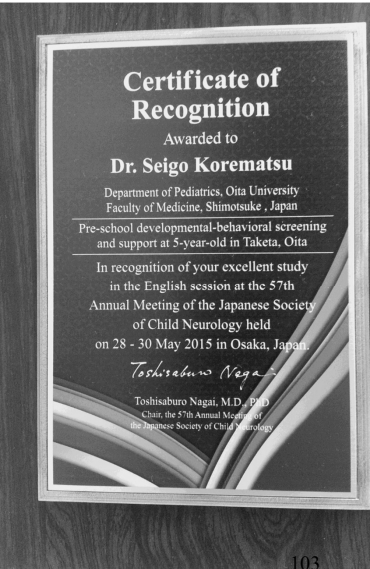 Certificate of
Recognition
Awarded to
Dr. Seigo Korematsu
Department of Pediatrics, Oita University
Faculty of Medicine, Shimotsuke , Japan
Pre-school developmental-behavioral screening
and support at 5-year-old in Taketa, Oita
In recognition of your excellent study
in the English session at the 57th
Annual Meeting of the Japanese Society
of Child Neurology held
on 28 - 30 May 2015 in Osaka, Japan.
Toshisaburo Nagai
Toshisaburo Nagai, M.D., PhD
Chair, the 57th Annual Meeting of
the Japanese Society of Child Neurology
103